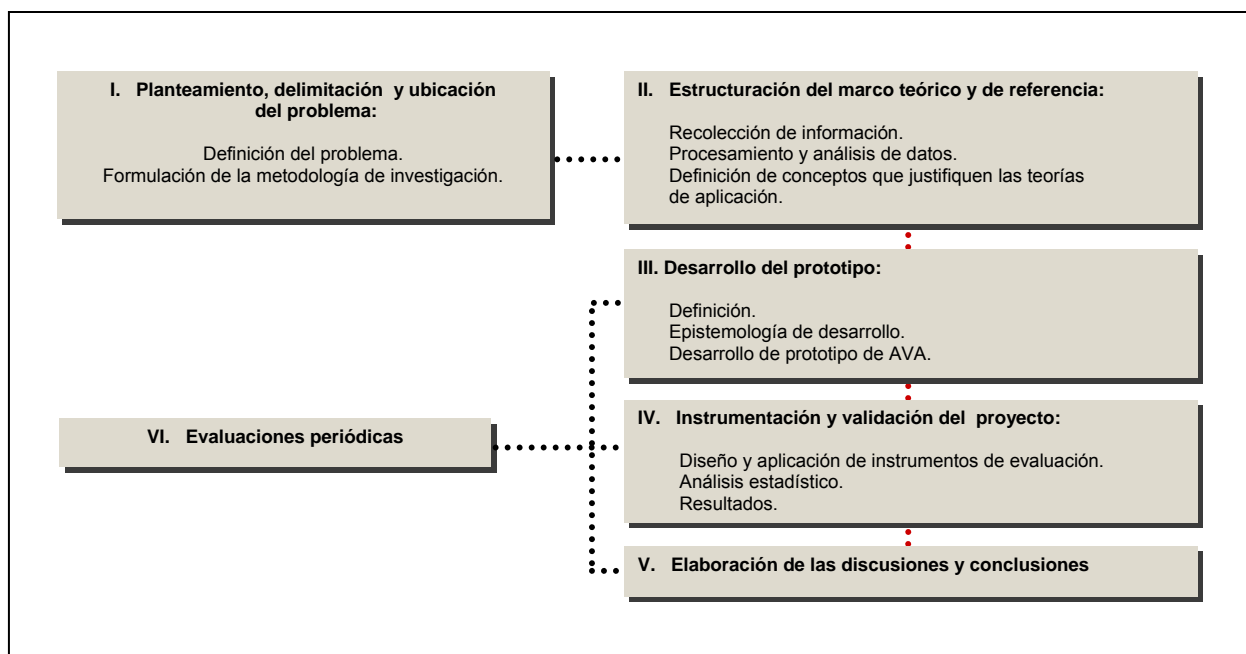 I. Planteamiento, delimitación y ubicación
del problema:
Definición del problema.
Formulación de la metodología de investigación.
II. Estructuración del marco teórico y de referencia:
Recolección de información.
Procesamiento y análisis de datos.
Definición de conceptos que justifiquen las teorías
de aplicación.
III. Desarrollo del prototipo:
Definición.
Epistemología de desarrollo.
Desarrollo de prototipo de AVA.
IV. Instrumentación y validación del proyecto:
Diseño y aplicación de instrumentos de evaluación.
Análisis estadístico.
Resultados.
V. Elaboración de las discusiones y conclusiones
VI. Evaluaciones periódicas